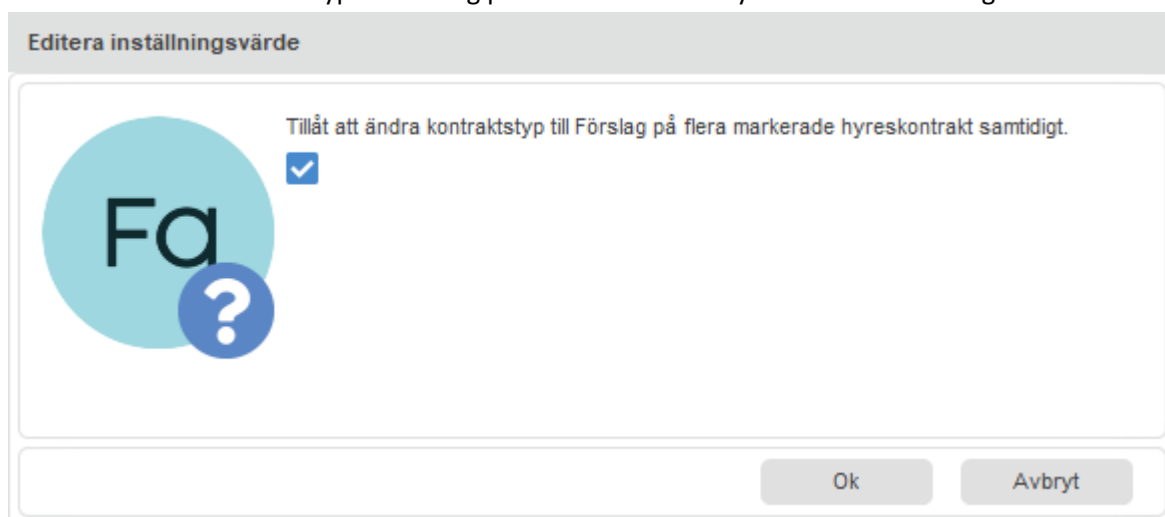 Editera inställningsvärde
Tillåt att ändra kontraktstyp till Förslag på flera markerade hyreskontrakt samtidigt.
Fa
?
Ok
Avbryt